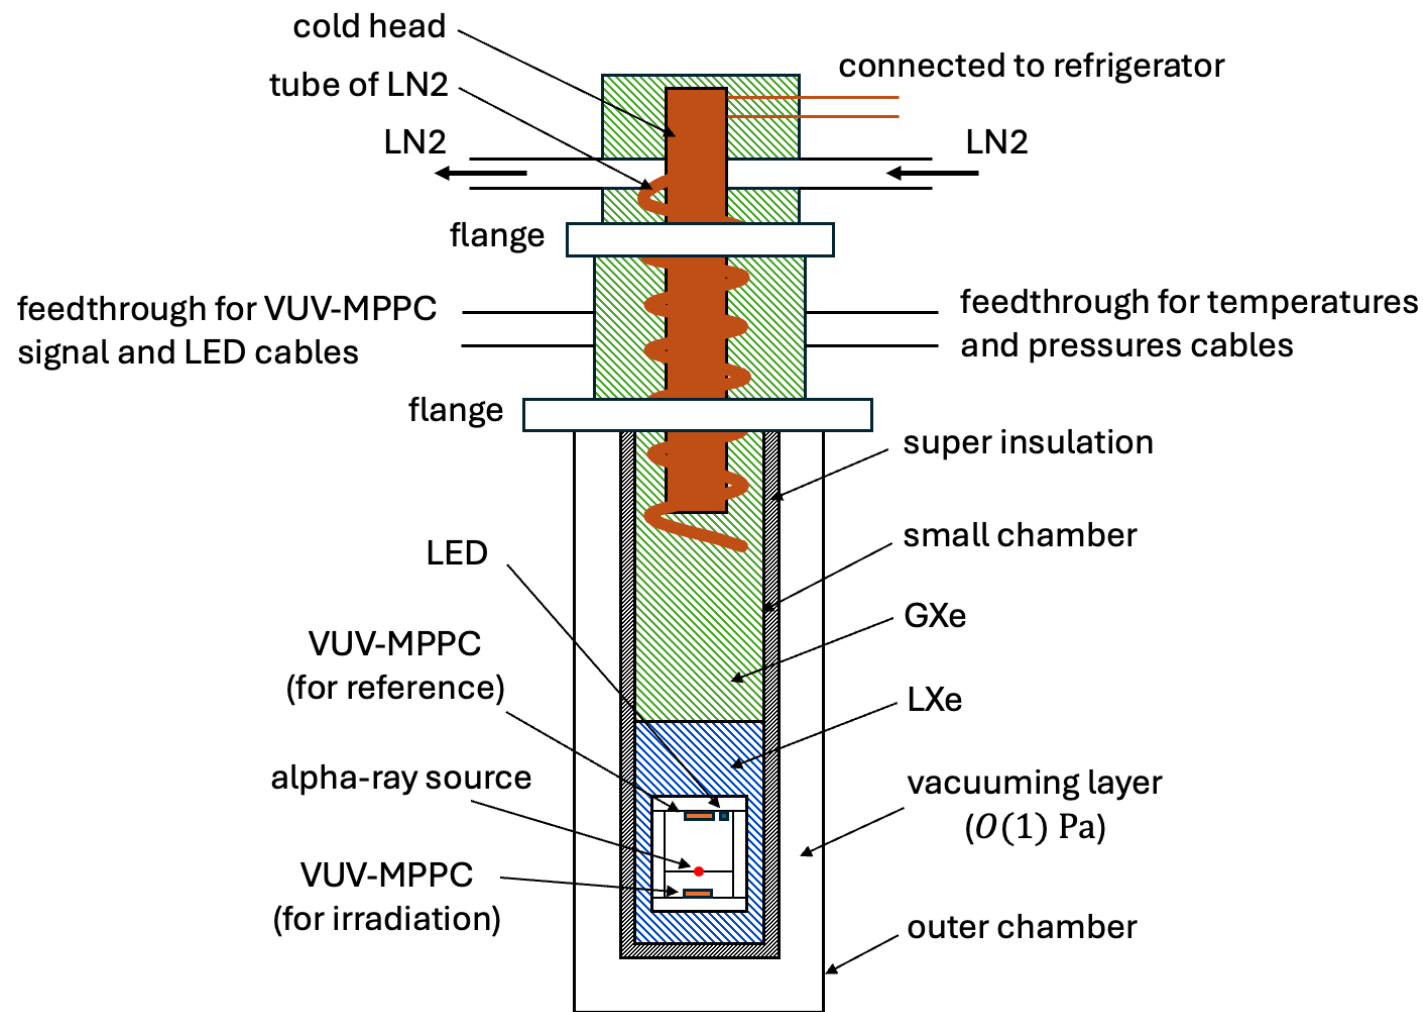 cold head
connected to refrigerator
tube of LN2
LN2
LN2
flange
feedthrough for VUV-MPPC
signal and LED cables
feedthrough for temperatures
and pressures cables
flange
super insulation
small chamber
LED
GXe
VUV-MPPC
(for reference)
LXe
alpha-ray source
vacuuming layer
(O(1) Pa)
VUV-MPPC
(for irradiation)
outer chamber